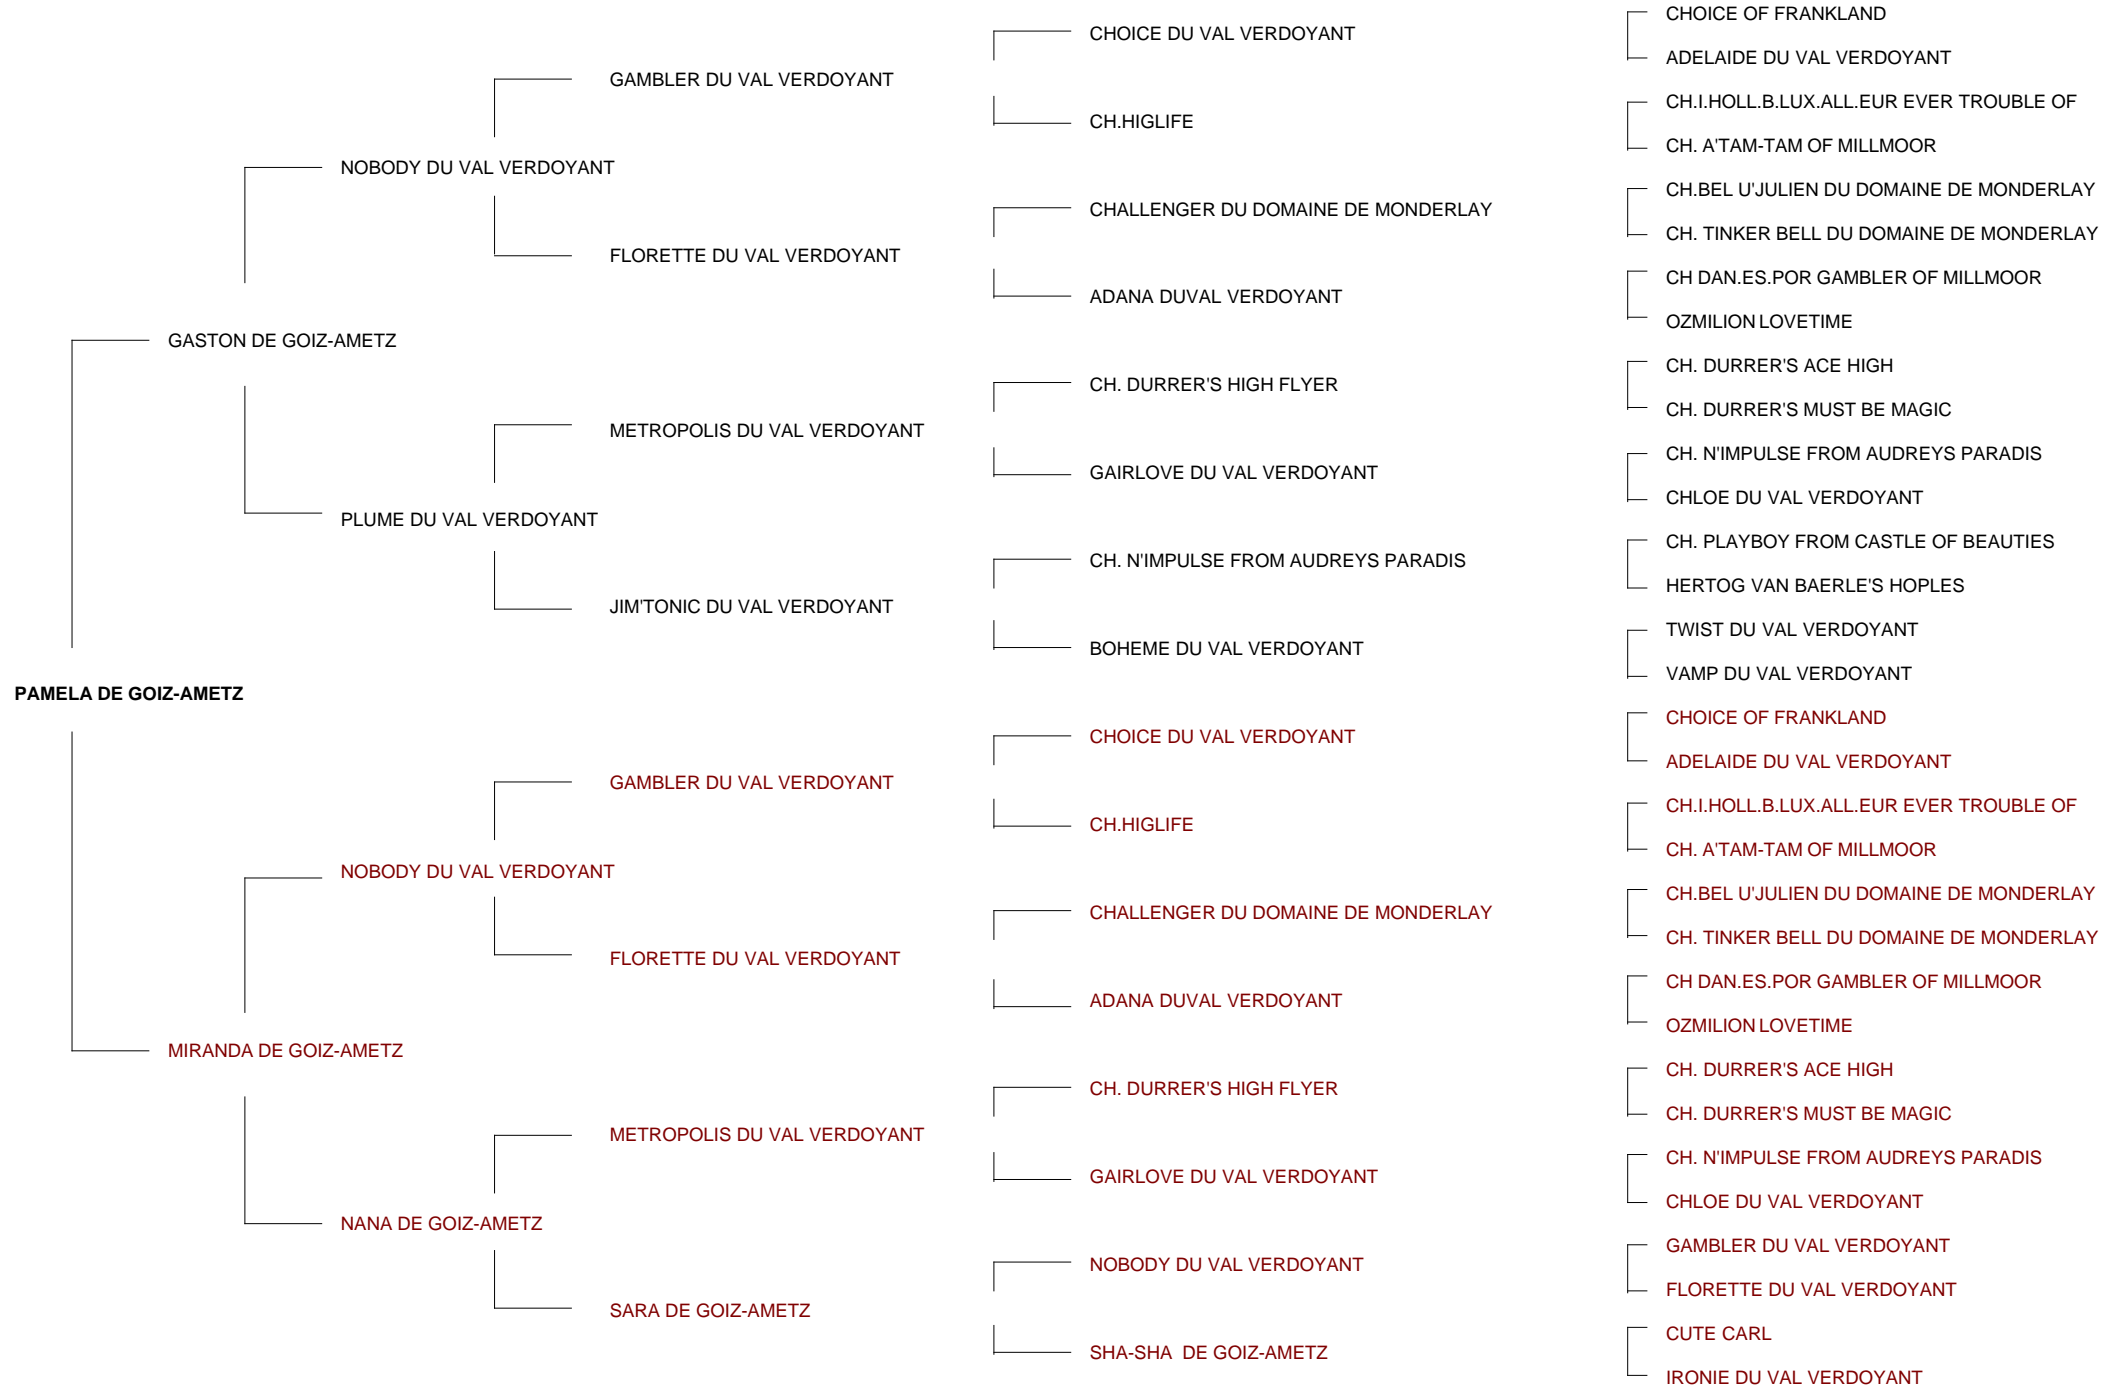 CHOICE OF FRANKLAND
CHOICE DU VAL VERDOYANT
ADELAIDE DU VAL VERDOYANT
GAMBLER DU VAL VERDOYANT
CH.I.HOLL.B.LUX.ALL.EUR EVER TROUBLE OF
CH.HIGLIFE
CH. A'TAM-TAM OF MILLMOOR
NOBODY DU VAL VERDOYANT
CH.BEL U'JULIEN DU DOMAINE DE MONDERLAY
CHALLENGER DU DOMAINE DE MONDERLAY
CH. TINKER BELL DU DOMAINE DE MONDERLAY
FLORETTE DU VAL VERDOYANT
CH DAN.ES.POR GAMBLER OF MILLMOOR
ADANA DUVAL VERDOYANT
OZMILION LOVETIME
GASTON DE GOIZ-AMETZ
CH. DURRER'S ACE HIGH
CH. DURRER'S HIGH FLYER
CH. DURRER'S MUST BE MAGIC
METROPOLIS DU VAL VERDOYANT
CH. N'IMPULSE FROM AUDREYS PARADIS
GAIRLOVE DU VAL VERDOYANT
CHLOE DU VAL VERDOYANT
PLUME DU VAL VERDOYANT
CH. PLAYBOY FROM CASTLE OF BEAUTIES
CH. N'IMPULSE FROM AUDREYS PARADIS
HERTOG VAN BAERLE'S HOPLES
JIM'TONIC DU VAL VERDOYANT
TWIST DU VAL VERDOYANT
BOHEME DU VAL VERDOYANT
VAMP DU VAL VERDOYANT
PAMELA DE GOIZ-AMETZ
CHOICE OF FRANKLAND
CHOICE DU VAL VERDOYANT
ADELAIDE DU VAL VERDOYANT
GAMBLER DU VAL VERDOYANT
CH.I.HOLL.B.LUX.ALL.EUR EVER TROUBLE OF
CH.HIGLIFE
CH. A'TAM-TAM OF MILLMOOR
NOBODY DU VAL VERDOYANT
CH.BEL U'JULIEN DU DOMAINE DE MONDERLAY
CHALLENGER DU DOMAINE DE MONDERLAY
CH. TINKER BELL DU DOMAINE DE MONDERLAY
FLORETTE DU VAL VERDOYANT
CH DAN.ES.POR GAMBLER OF MILLMOOR
ADANA DUVAL VERDOYANT
OZMILION LOVETIME
MIRANDA DE GOIZ-AMETZ
CH. DURRER'S ACE HIGH
CH. DURRER'S HIGH FLYER
CH. DURRER'S MUST BE MAGIC
METROPOLIS DU VAL VERDOYANT
CH. N'IMPULSE FROM AUDREYS PARADIS
GAIRLOVE DU VAL VERDOYANT
CHLOE DU VAL VERDOYANT
NANA DE GOIZ-AMETZ
GAMBLER DU VAL VERDOYANT
NOBODY DU VAL VERDOYANT
FLORETTE DU VAL VERDOYANT
SARA DE GOIZ-AMETZ
CUTE CARL
SHA-SHA DE GOIZ-AMETZ
IRONIE DU VAL VERDOYANT